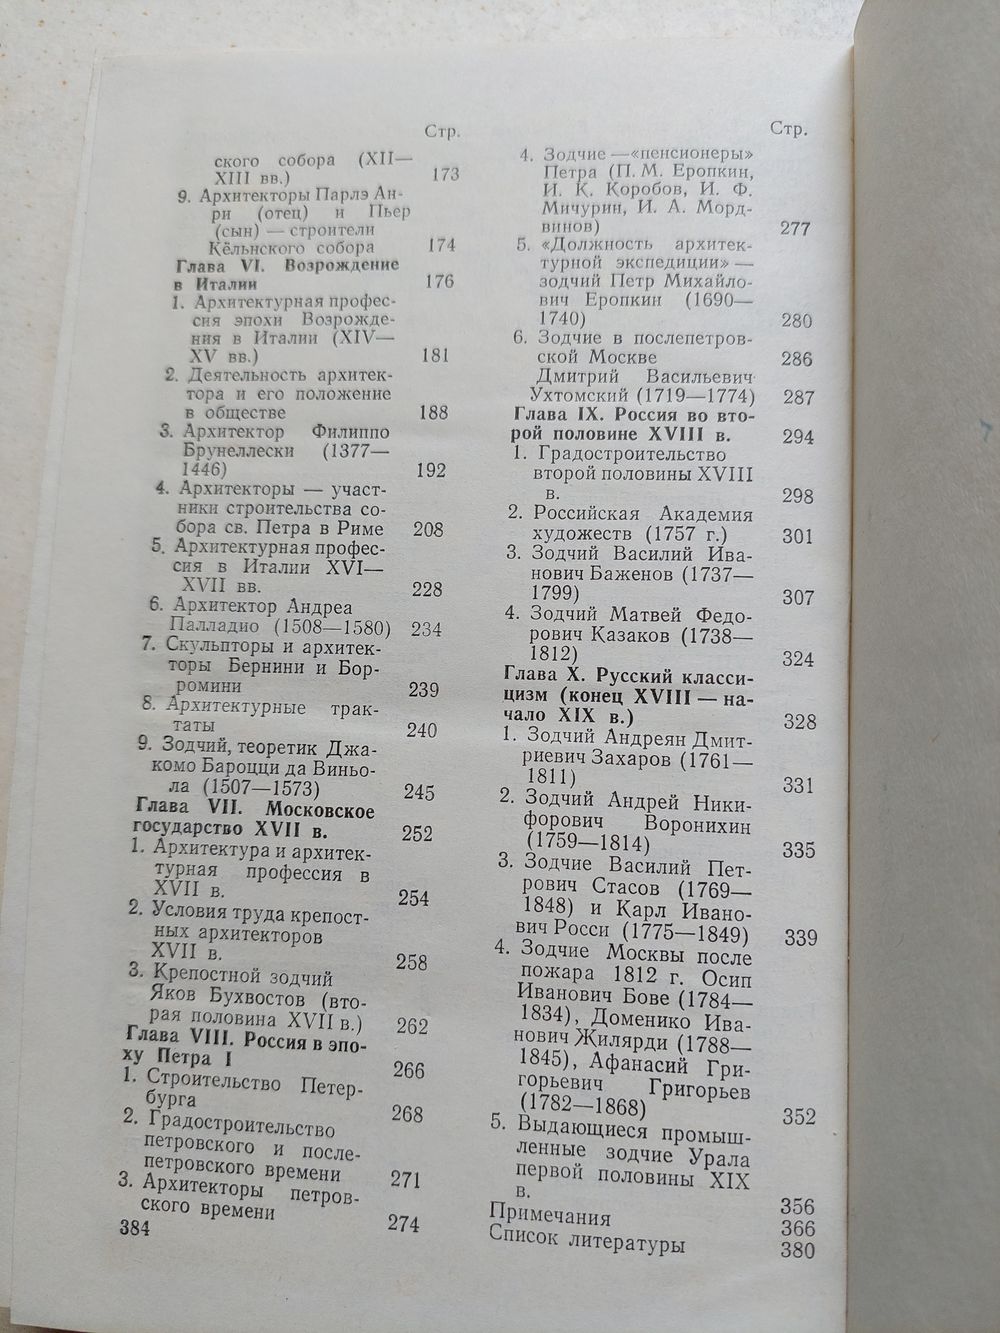 Стр.
ского собора (XII—
XIII вв.) 173
9. Архитекторы Парлэ Ан-
ри (отец) и Пьер
(сын) — строители
Кёльнского собора 174
Глава VI. Возрождение
в Италии 176
1. Архитектурная профес-
сия эпохи Возрожде-
ния в Италии (XIV—
XV вв.) 181
2. Деятельность архитек-
тора и его положение
в обществе 188
3. Архитектор Филиппо
Брунеллески (1377—
1446) 192
4. Архитекторы — участ-
ники строительства со-
бора св. Петра в Риме 208
5. Архитектурная профес-
сия в Италии XVI—
XVII вв. 228
6. Архитектор Андреа
Палладио (1508—1580) 234
7. Скульпторы и архитек-
торы Бернини и Бор-
ромини 239
8. Архитектурные трак-
таты 240
9. Зодчий, теоретик Джа-
комо Бароцци да Виньо-
ла (1507—1573) 245
Глава VII. Московское
государство XVII в. 252
1. Архитектура и архитек-
турная профессия в
XVII в. 254
2. Условия труда крепост-
ных архитекторов
XVII в. 258
3. Крепостной зодчий
Яков Бухвостов (вто-
рая половина XVII в.) 262
Глава VIII. Россия в эпо-
ху Петра I 266
1. Строительство Петер-
бурга 268
2. Градостроительство
петровского и после-
петровского времени 271
3. Архитекторы петров-
ского времени 274
384
Стр.
4. Зодчие —«пенсионеры»
Петра (П. М. Еропкин,
И. К. Коробов, И. Ф.
Мичурин, И. А. Морд-
винов) 277
5. «Должность архитек-
турной экспедиции» —
зодчий Петр Михайло-
вич Еропкин (1690—
1740) 280
6. Зодчие в послепетров-
ской Москве 286
Дмитрий Васильевич
Ухтомский (1719—1774) 287
Глава IX. Россия во вто-
рой половине XVIII в. 294
1. Градостроительство
второй половины XVIII
в. 298
2. Российская Академия
художеств (1757 г.) 301
3. Зодчий Василий Ива-
нович Баженов (1737—
1799) 307
4. Зодчий Матвей Федо-
рович Казаков (1738—
1812) 324
Глава X. Русский класси-
цизм (конец XVIII — на-
чало XIX в.) 328
1. Зодчий Андреян Дмит-
риевич Захаров (1761—
1811) 331
2. Зодчий Андрей Ники-
форович Воронихин
(1759—1814) 335
3. Зодчие Василий Пет-
рович Стасов (1769—
1848) и Карл Ивано-
вич Росси (1775—1849) 339
4. Зодчие Москвы после
пожара 1812 г. Осип
Иванович Бове (1784—
1834), Доменико Ива-
нович Жилярди (1788—
1845), Афанасий Гри-
горьевич Григорьев
(1782—1868) 352
5. Выдающиеся промыш-
ленные зодчие Урала
первой половины XIX
в. 356
Примечания 366
Список литературы 380